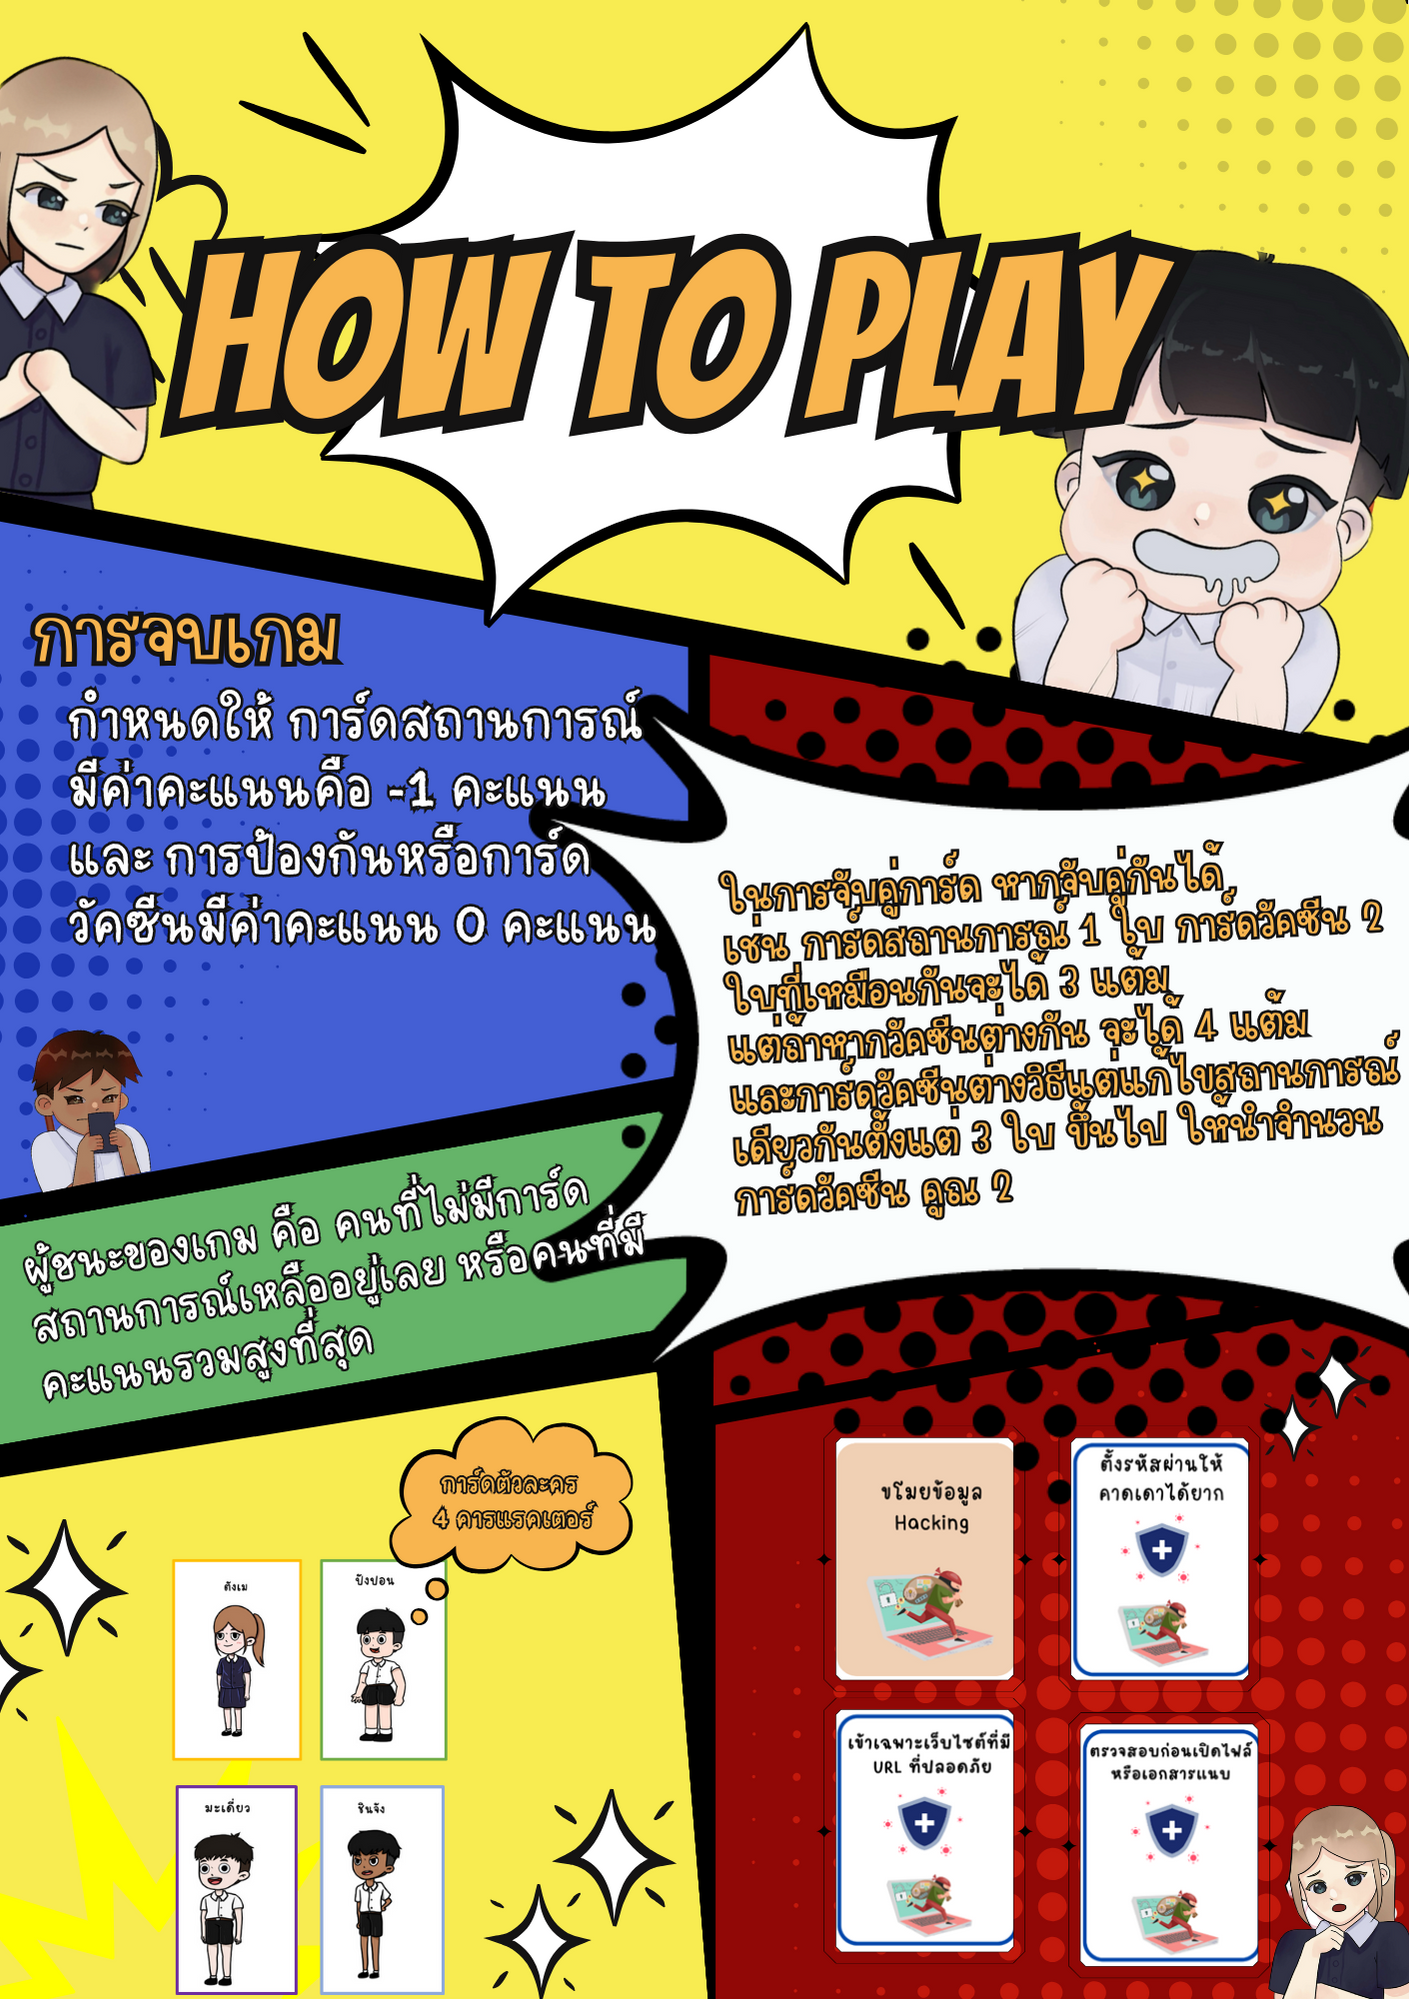 HOW TO PLAY
การจบเกม
กำหนดให้ การ์ดสถานการณ์
มีค่าคะแนนคือ -1 คะแนน
และ การป้องกันหรือการ์ด
วัคซีนมีค่าคะแนน 0 คะแนน
ในการจับคู่การ์ด หากจับคู่กันได้
เช่น การ์ดสถานการณ์ 1 ใบ การ์ดวัคซีน 2
ใบที่เหมือนกันจะได้ 3 แต้ม
แต่ถ้าหากวัคซีนต่างกัน จะได้ 4 แต้ม
และการ์ดวัคซีนต่างวิธีแต่แก้ไขสถานการณ์
เดียวกันตั้งแต่ 3 ใบ ขึ้นไป ให้นำจำนวน
การ์ดวัคซีน คูณ 2
ผู้ชนะของเกม คือ คนที่ไม่มีการ์ด
สถานการณ์เหลืออยู่เลย หรือคนที่มี
คะแนนรวมสูงที่สุด
การ์ดตัวละคร
4 คารแรคเตอร์
ตังเม
ปังปอน
มะเดี่ยว
ชินจัง
ขโมยข้อมูล
Hacking
ตั้งรหัสผ่านให้
คาดเดาได้ยาก
เข้าเฉพาะเว็บไซต์ที่มี
URL ที่ปลอดภัย
ตรวจสอบก่อนเปิดไฟล์
หรือเอกสารแนบ